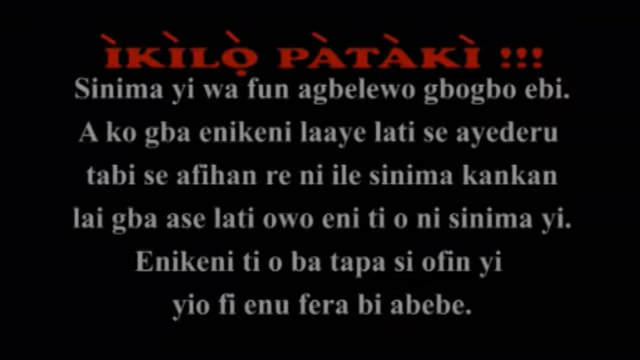 ÌKÌLỌ̀ PÀTÀKÌ !!!
Sinima yi wa fun agbelewo gbogbo ebi.
A ko gba enikeni laaye lati se ayederu
tabi se afihan re ni ile sinima kankan
lai gba ase lati owo eni ti o ni sinima yi.
Enikeni ti o ba tapa si ofin yi
yio fi enu fera bi abebe.